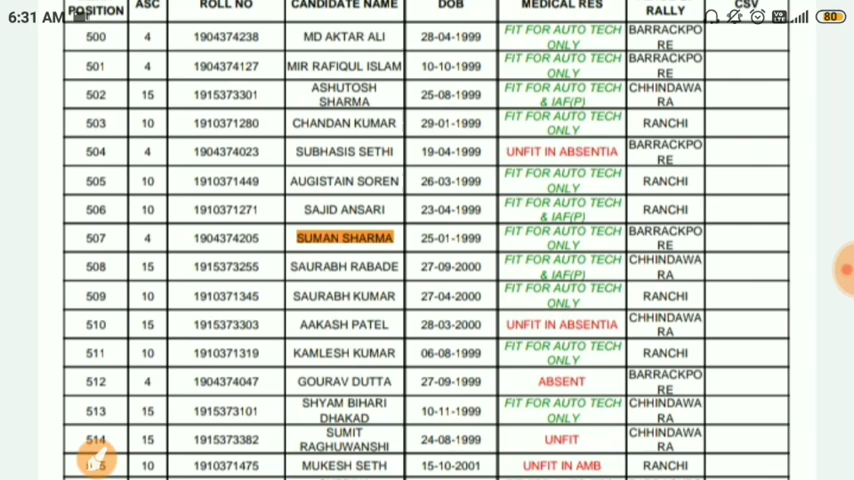 6:31 AM
80
POSITION ASC ROLL NO CANDIDATE NAME DOB MEDICAL RES RALLY CSV
500 4 1904374238 MD AKTAR ALI 28-04-1999 FIT FOR AUTO TECH ONLY BARRACKPO RE
501 4 1904374127 MIR RAFIQUL ISLAM 10-10-1999 FIT FOR AUTO TECH ONLY BARRACKPO RE
502 15 1915373301 ASHUTOSH SHARMA 25-08-1999 FIT FOR AUTO TECH & IAF(P) CHHINDAWA RA
503 10 1910371280 CHANDAN KUMAR 29-01-1999 FIT FOR AUTO TECH ONLY RANCHI
504 4 1904374023 SUBHASIS SETHI 19-04-1999 UNFIT IN ABSENTIA BARRACKPO RE
505 10 1910371449 AUGISTAIN SOREN 26-03-1999 FIT FOR AUTO TECH ONLY RANCHI
506 10 1910371271 SAJID ANSARI 23-04-1999 FIT FOR AUTO TECH & IAF(P) RANCHI
507 4 1904374205 SUMAN SHARMA 25-01-1999 FIT FOR AUTO TECH ONLY BARRACKPO RE
508 15 1915373255 SAURABH RABADE 27-09-2000 FIT FOR AUTO TECH & IAF(P) CHHINDAWA RA
509 10 1910371345 SAURABH KUMAR 27-04-2000 FIT FOR AUTO TECH ONLY RANCHI
510 15 1915373303 AAKASH PATEL 28-03-2000 UNFIT IN ABSENTIA CHHINDAWA RA
511 10 1910371319 KAMLESH KUMAR 06-08-1999 FIT FOR AUTO TECH ONLY RANCHI
512 4 1904374047 GOURAV DUTTA 27-09-1999 ABSENT BARRACKPO RE
513 15 1915373101 SHYAM BIHARI DHAKAD 10-11-1999 FIT FOR AUTO TECH ONLY CHHINDAWA RA
514 15 1915373382 SUMIT RAGHUWANSHI 24-08-1999 UNFIT CHHINDAWA RA
10 1910371475 MUKESH SETH 15-10-2001 UNFIT IN AMB RANCHI